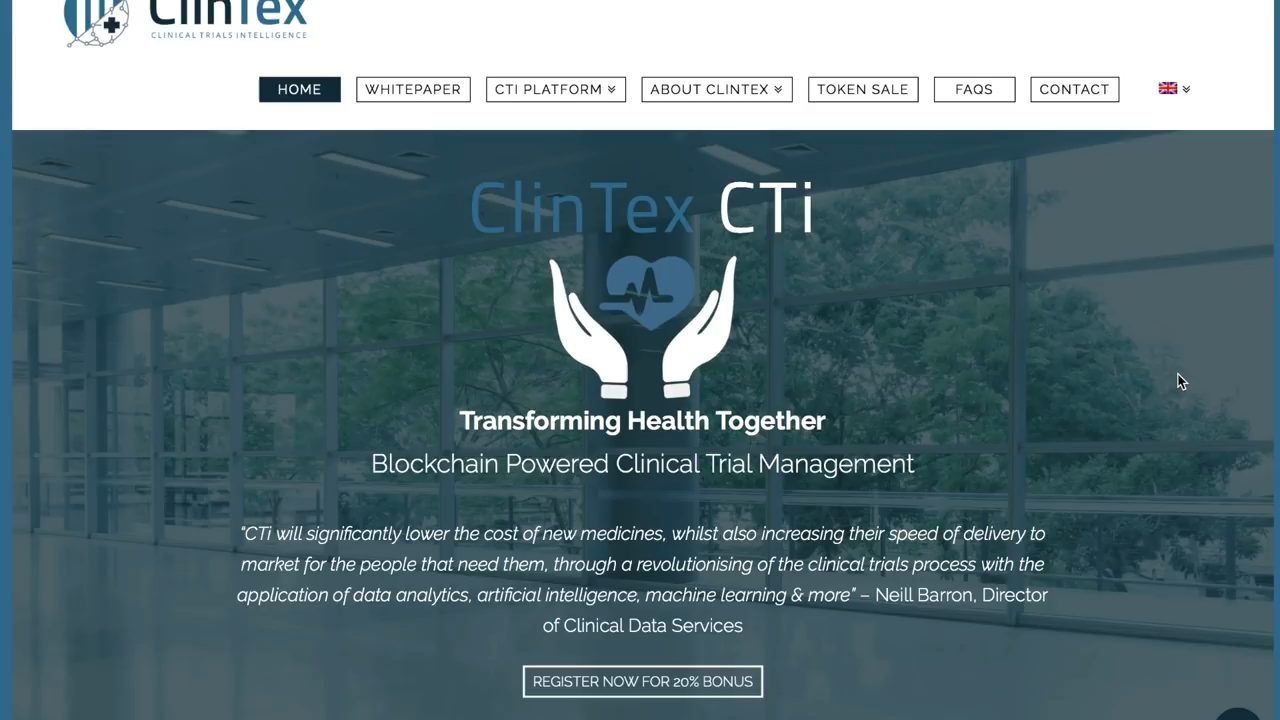 ClinTex
CLINICAL TRIALS INTELLIGENCE
HOME WHITEPAPER CTI PLATFORM ABOUT CLINTEX TOKEN SALE FAQS CONTACT
ClinTex CTi
Transforming Health Together
Blockchain Powered Clinical Trial Management
"CTi will significantly lower the cost of new medicines, whilst also increasing their speed of delivery to
market for the people that need them, through a revolutionising of the clinical trials process with the
application of data analytics, artificial intelligence, machine learning & more" – Neill Barron, Director
of Clinical Data Services
REGISTER NOW FOR 20% BONUS